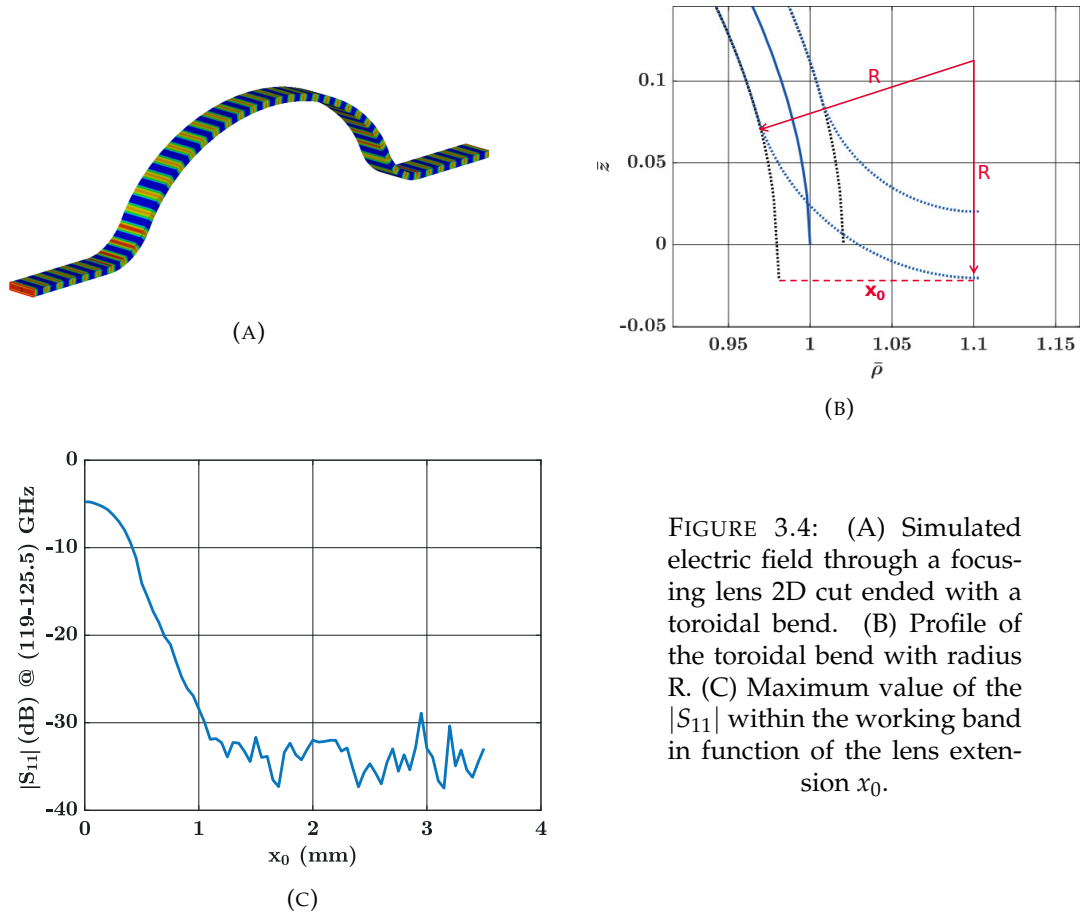 (A)
0.1
0.05
0
-0.05
z̄
R
R
x₀
0.95
1
1.05
1.1
1.15
ρ̄
(B)
0
-10
-20
-30
-40
|S₁₁| (dB) @ (119-125.5) GHz
0
1
2
3
4
x₀ (mm)
(C)
FIGURE 3.4: (A) Simulated
electric field through a focus-
ing lens 2D cut ended with a
toroidal bend. (B) Profile of
the toroidal bend with radius
R. (C) Maximum value of the
|S₁₁| within the working band
in function of the lens exten-
sion x₀.